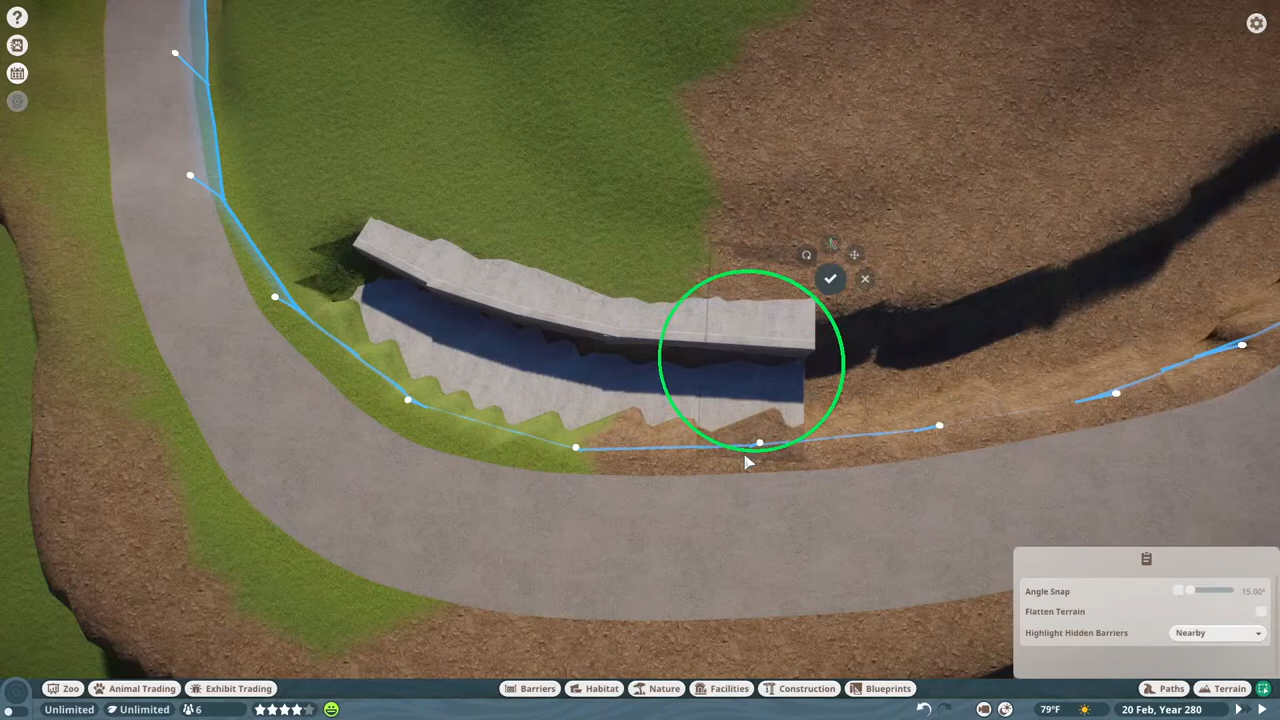 ?
Angle Snap 15.00°
Flatten Terrain
Highlight Hidden Barriers Nearby
Zoo Animal Trading Exhibit Trading Barriers Habitat Nature Facilities Construction Blueprints Paths Terrain
Unlimited Unlimited 6 79°F 20 Feb, Year 280